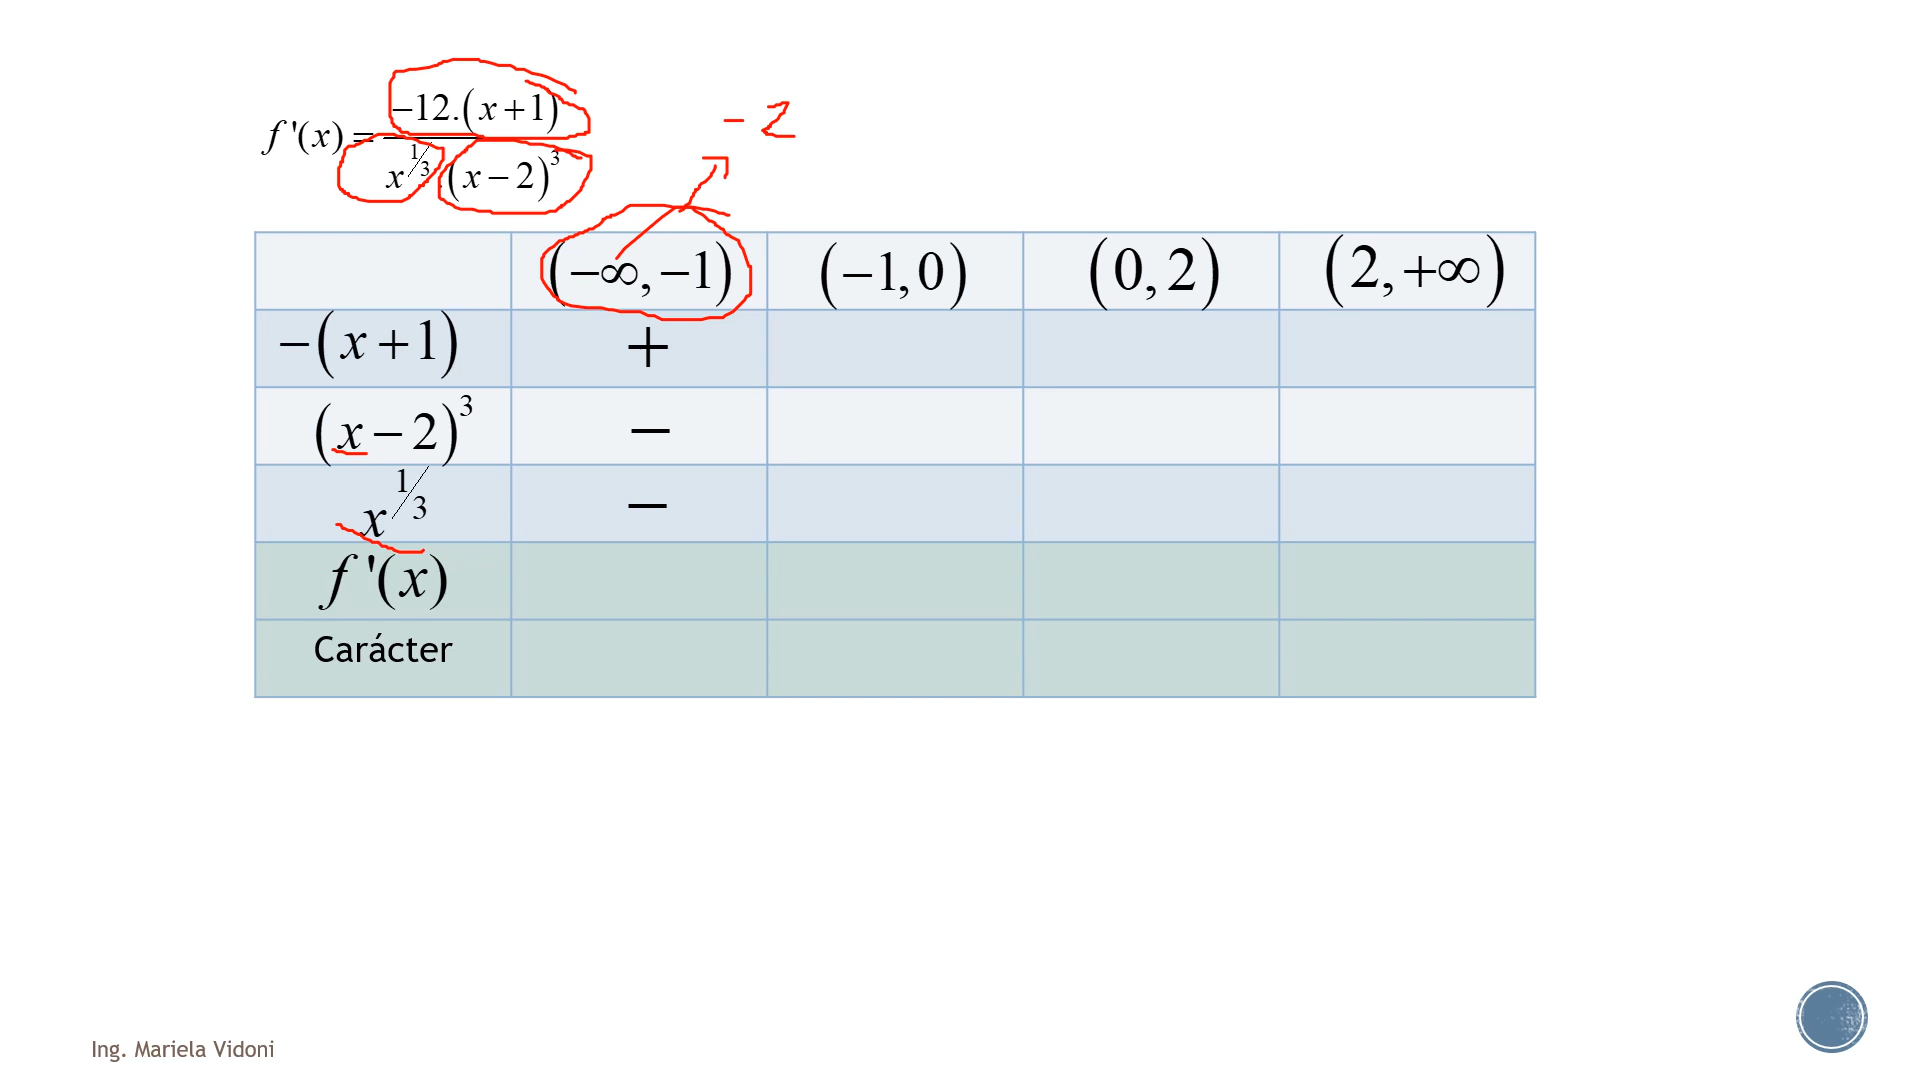 f'(x) = \frac{-12.(x+1)}{x^{1/3}.(x-2)^3}
-2
(-∞,-1) (-1,0) (0,2) (2,+∞)
-(x+1) +
(x-2)^3 -
x^{1/3} -
f'(x)
Carácter
Ing. Mariela Vidoni